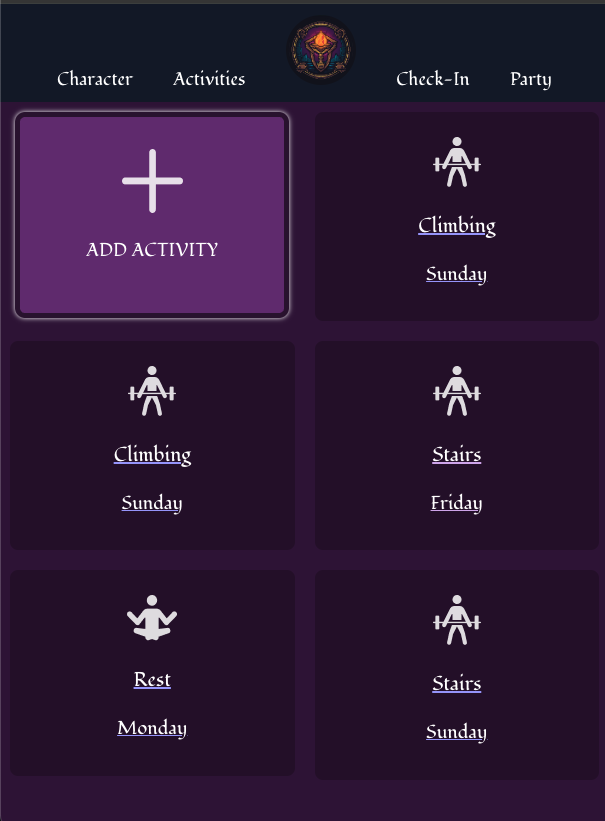 Character
Activities
Check-In
Party
ADD ACTIVITY
Climbing
Sunday
Climbing
Sunday
Stairs
Friday
Rest
Monday
Stairs
Sunday